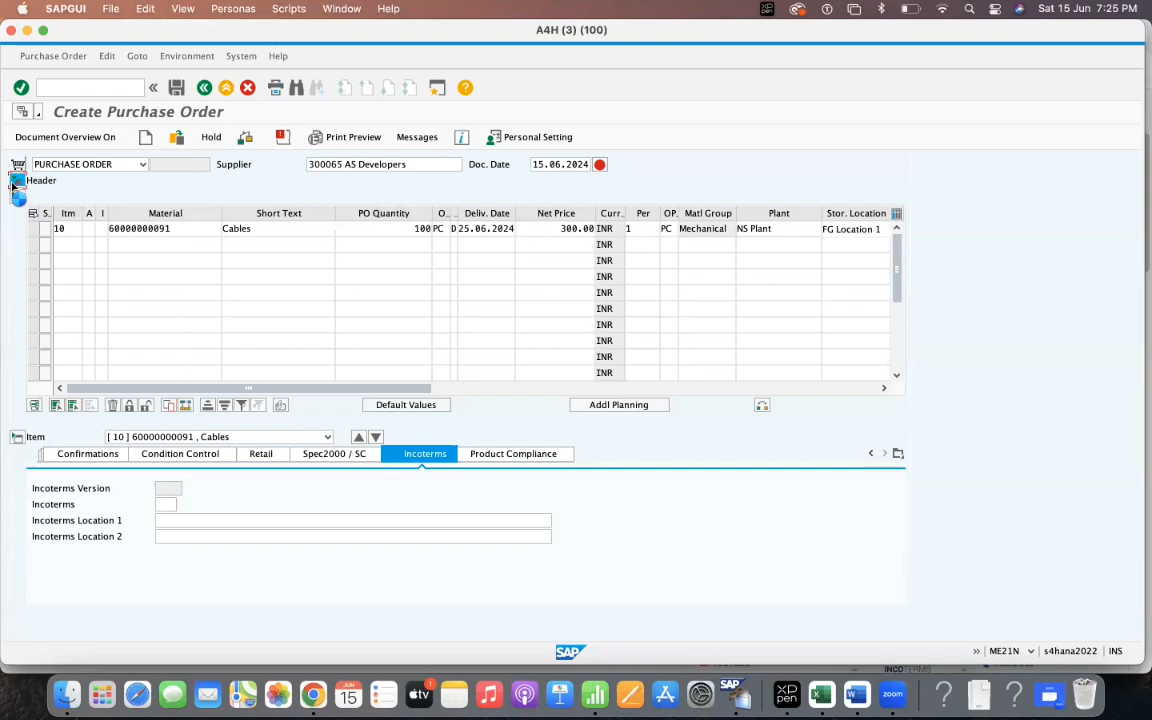 SAPGUI File Edit View Personas Scripts Window Help Sat 15 Jun 7:25 PM
A4H (3) (100)
Purchase Order Edit Goto Environment System Help
Create Purchase Order
Document Overview On Hold Print Preview Messages Personal Setting
PURCHASE ORDER Supplier 300065 AS Developers Doc. Date 15.06.2024
Header
S. Itm A I Material Short Text PO Quantity O... Deliv. Date Net Price Curr.. Per OP. Matl Group Plant Stor. Location
10 60000000091 Cables 100 PC D 25.06.2024 300.00 INR 1 PC Mechanical NS Plant FG Location 1
INR
INR
INR
INR
INR
INR
INR
INR
INR
Default Values Addl Planning
Item [ 10 ] 60000000091 , Cables
Confirmations Condition Control Retail Spec2000 / SC Incoterms Product Compliance
Incoterms Version
Incoterms
Incoterms Location 1
Incoterms Location 2
SAP ME21N s4hana2022 INS